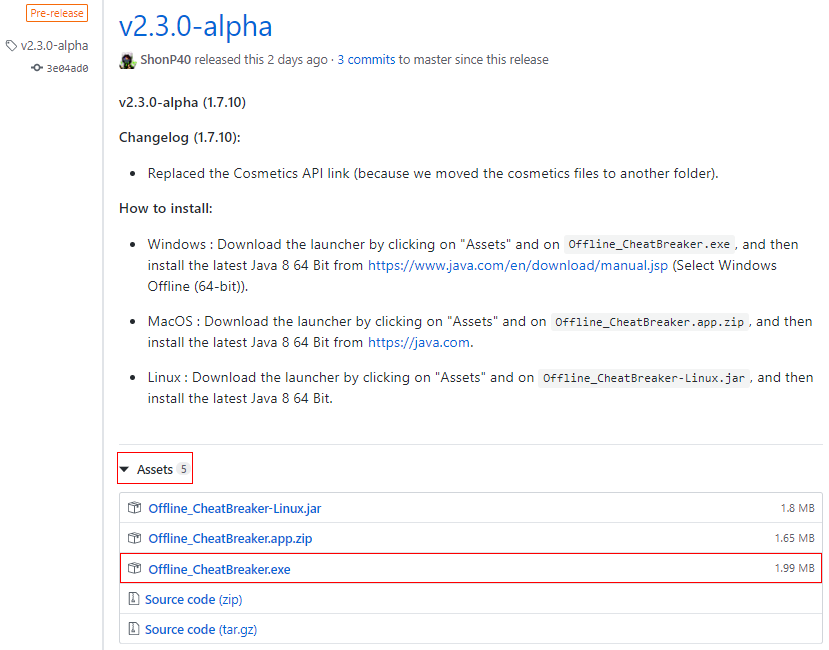 Pre-release
v2.3.0-alpha
3e04ad0
v2.3.0-alpha
ShonP40 released this 2 days ago · 3 commits to master since this release
v2.3.0-alpha (1.7.10)
Changelog (1.7.10):
• Replaced the Cosmetics API link (because we moved the cosmetics files to another folder).
How to install:
• Windows : Download the launcher by clicking on "Assets" and on Offline_CheatBreaker.exe, and then
install the latest Java 8 64 Bit from https://www.java.com/en/download/manual.jsp (Select Windows
Offline (64-bit)).
• MacOS : Download the launcher by clicking on "Assets" and on Offline_CheatBreaker.app.zip, and then
install the latest Java 8 64 Bit from https://java.com.
• Linux : Download the launcher by clicking on "Assets" and on Offline_CheatBreaker-Linux.jar, and then
install the latest Java 8 64 Bit.
Assets 5
Offline_CheatBreaker-Linux.jar 1.8 MB
Offline_CheatBreaker.app.zip 1.65 MB
Offline_CheatBreaker.exe 1.99 MB
Source code (zip)
Source code (tar.gz)